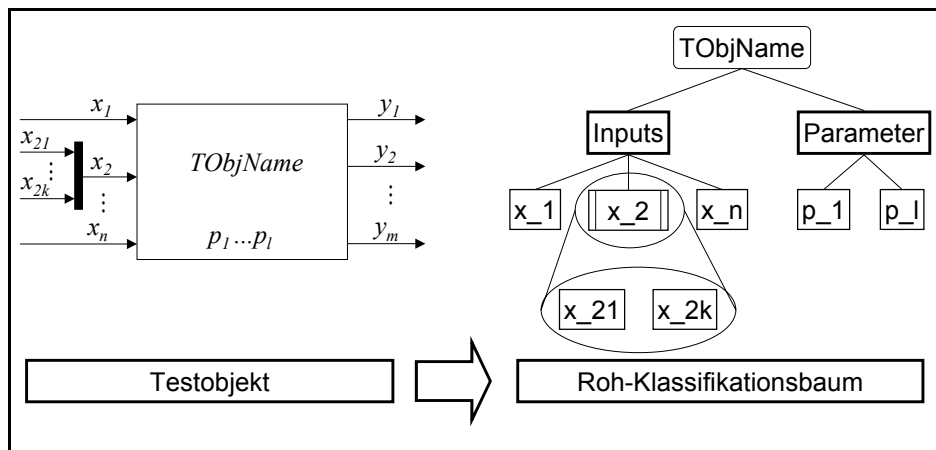 x1
x21
⋮
x2k
x2
⋮
xn
TObjName
p1...pl
y1
y2
⋮
ym
TObjName
Inputs
Parameter
x_1
x_2
x_n
p_1
p_l
x_21
x_2k
Testobjekt
Roh-Klassifikationsbaum